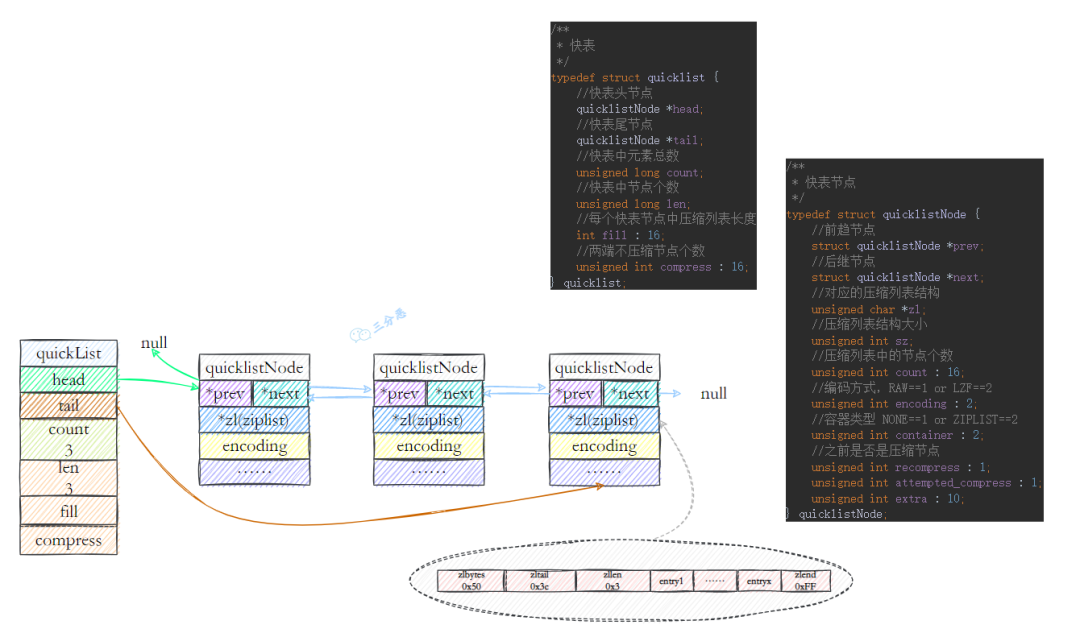 /**
* 快表
*/
typedef struct quicklist {
//快表头节点
quicklistNode *head;
//快表尾节点
quicklistNode *tail;
//快表中元素总数
unsigned long count;
//快表中节点个数
unsigned long len;
//每个快表节点中压缩列表长度
int fill : 16;
//两端不压缩节点个数
unsigned int compress : 16;
} quicklist;
/**
* 快表节点
*/
typedef struct quicklistNode {
//前趋节点
struct quicklistNode *prev;
//后继节点
struct quicklistNode *next;
//对应的压缩列表结构
unsigned char *zl;
//压缩列表结构大小
unsigned int sz;
//压缩列表中的节点个数
unsigned int count : 16;
//编码方式，RAW==1 or LZF==2
unsigned int encoding : 2;
//容器类型 NONE==1 or ZIPLIST==2
unsigned int container : 2;
//之前是否是压缩节点
unsigned int recompress : 1;
unsigned int attempted_compress : 1;
unsigned int extra : 10;
} quicklistNode;
三分恶
quickList
head
tail
count
3
len
3
fill
compress
null
quicklistNode
*prev
*next
*zl(ziplist)
encoding
······
quicklistNode
*prev
*next
*zl(ziplist)
encoding
······
quicklistNode
*prev
*next
*zl(ziplist)
encoding
······
null
zlbytes
0x50
zltail
0x3c
zllen
0x3
entry1
······
entryx
zlend
0xFF